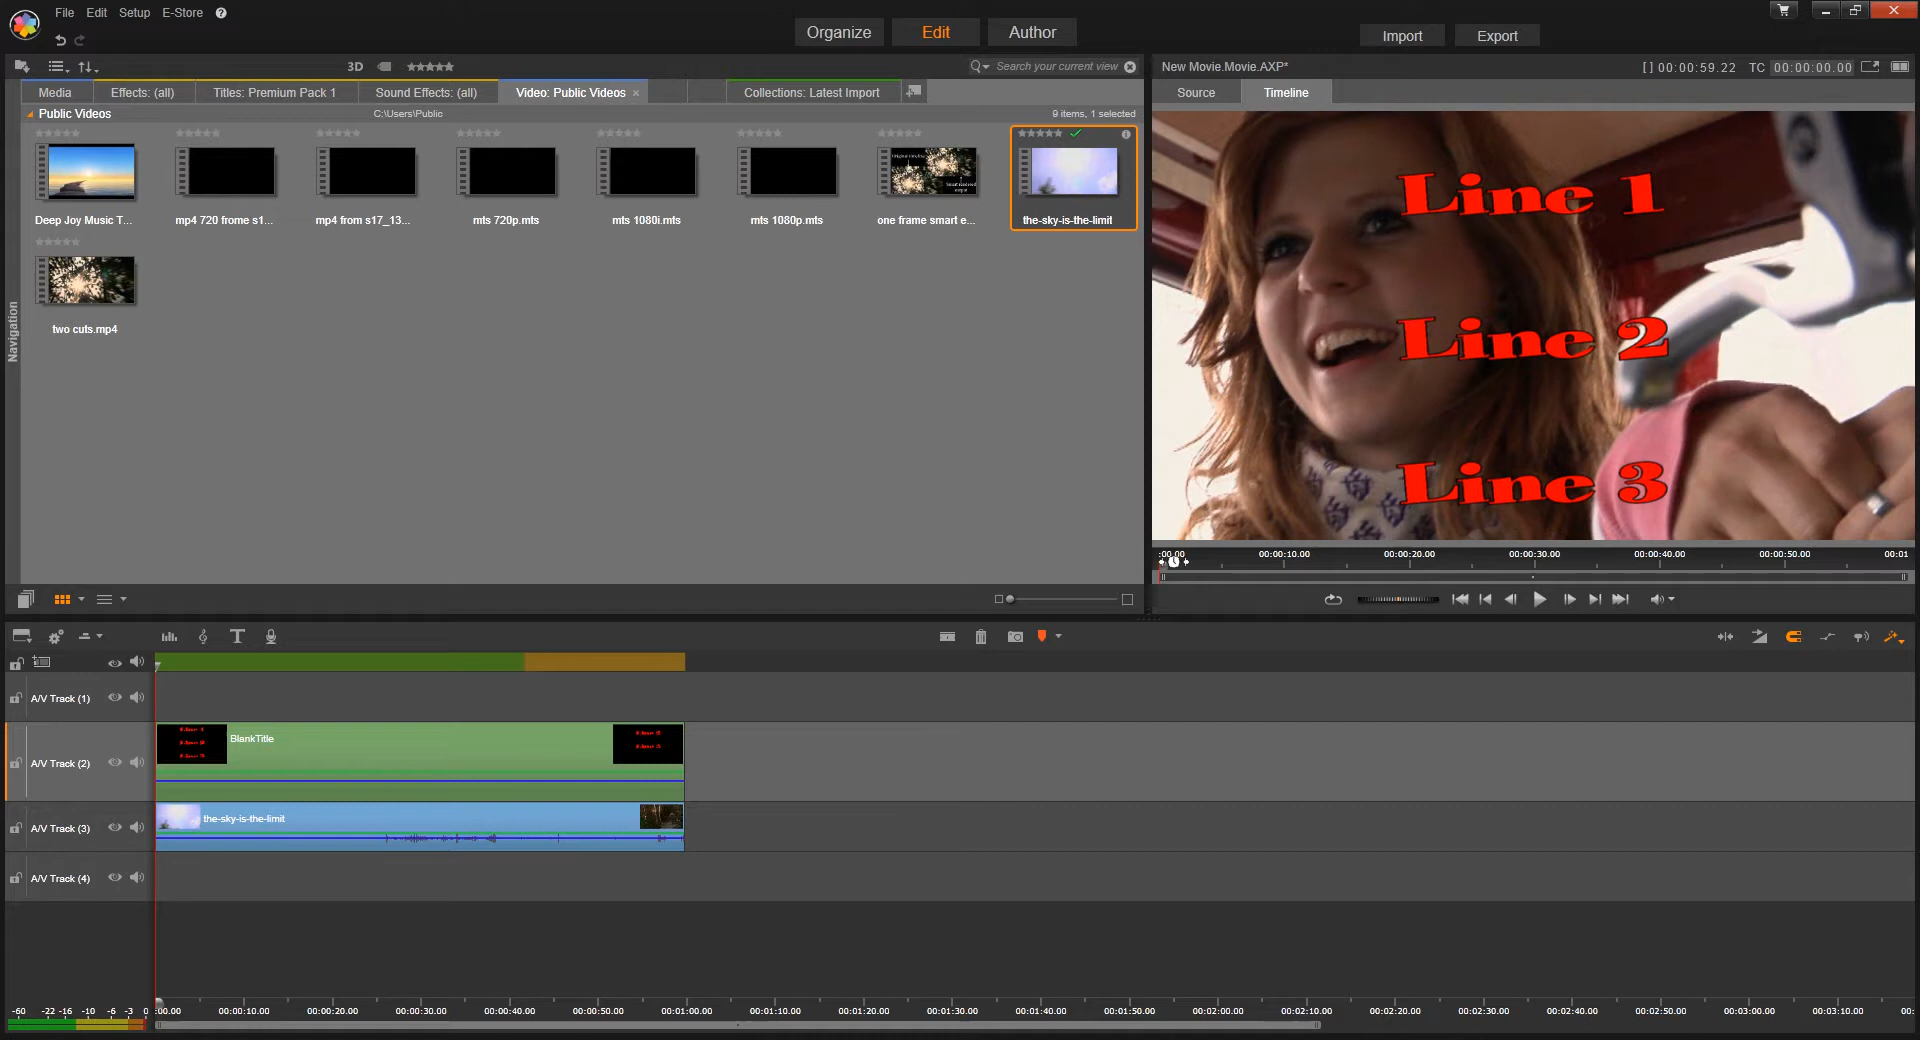 File Edit Setup E-Store ?
Organize Edit Author
Import Export
3D
Search your current view
New Movie.Movie.AXP*
[ ] 00:00:59.22 TC 00:00:00.00
Media Effects: (all) Titles: Premium Pack 1 Sound Effects: (all) Video: Public Videos × Collections: Latest Import
Source Timeline
Public Videos C:\Users\Public 9 items, 1 selected
Deep Joy Music T... mp4 720 frome s1... mp4 from s17_13... mts 720p.mts mts 1080i.mts mts 1080p.mts one frame smart e... the-sky-is-the-limit
two cuts.mp4
Navigation
Line 1
Line 2
Line 3
:00.00 00:00:10.00 00:00:20.00 00:00:30.00 00:00:40.00 00:00:50.00 00:01
A/V Track (1)
A/V Track (2)
BlankTitle
A/V Track (3)
the-sky-is-the-limit
A/V Track (4)
-60 -22 -16 -10 -6 -3 0
:00.00 00:00:10.00 00:00:20.00 00:00:30.00 00:00:40.00 00:00:50.00 00:01:00.00 00:01:10.00 00:01:20.00 00:01:30.00 00:01:40.00 00:01:50.00 00:02:00.00 00:02:10.00 00:02:20.00 00:02:30.00 00:02:40.00 00:02:50.00 00:03:00.00 00:03:10.00 00: